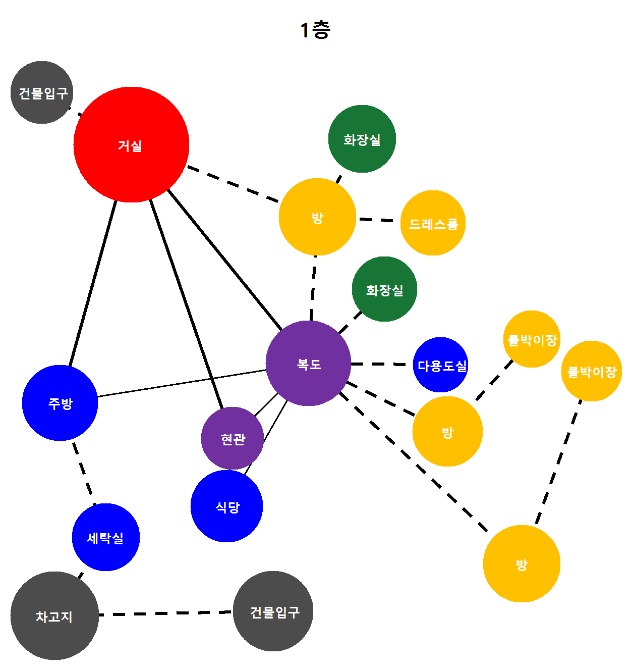 1층
건물입구
거실
화장실
방
드레스룸
화장실
복도
붙박이장
다용도실
붙박이장
주방
방
현관
식당
세탁실
방
차고지
건물입구